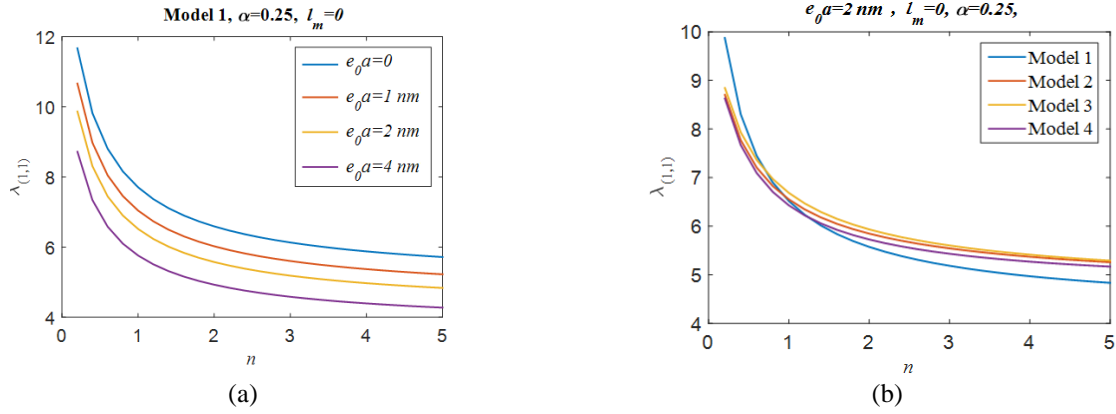 Model 1, α=0.25, l_m=0
12
10
8
6
4
λ(1,1)
e_0a=0
e_0a=1 nm
e_0a=2 nm
e_0a=4 nm
0 1 2 3 4 5
n
(a)
e_0a=2 nm , l_m=0, α=0.25,
10
9
8
7
6
5
4
λ(1,1)
Model 1
Model 2
Model 3
Model 4
0 1 2 3 4 5
n
(b)